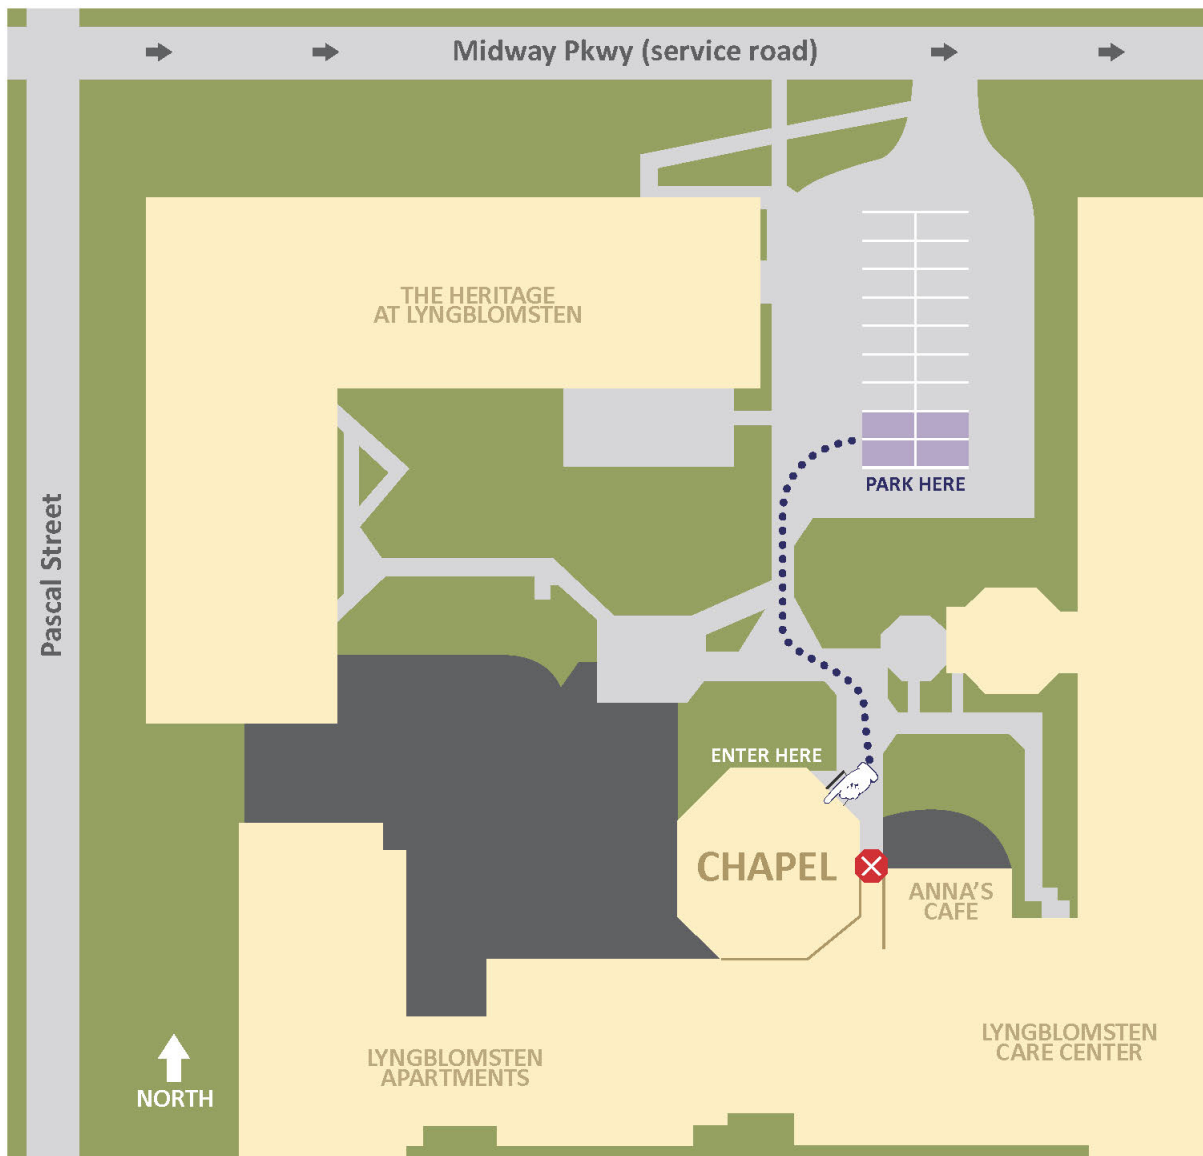 Midway Pkwy (service road)
THE HERITAGE
AT LYNGBLOMSTEN
PARK HERE
Pascal Street
ENTER HERE
CHAPEL
ANNA'S
CAFE
LYNGBLOMSTEN
CARE CENTER
LYNGBLOMSTEN
APARTMENTS
NORTH